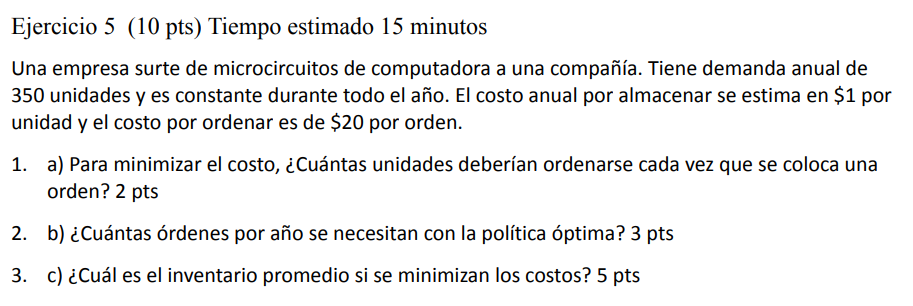 Ejercicio 5  (10 pts) Tiempo estimado 15 minutos
Una empresa surte de microcircuitos de computadora a una compañía. Tiene demanda anual de
350 unidades y es constante durante todo el año. El costo anual por almacenar se estima en $1 por
unidad y el costo por ordenar es de $20 por orden.
1. a) Para minimizar el costo, ¿Cuántas unidades deberían ordenarse cada vez que se coloca una
orden? 2 pts
2. b) ¿Cuántas órdenes por año se necesitan con la política óptima? 3 pts
3. c) ¿Cuál es el inventario promedio si se minimizan los costos? 5 pts